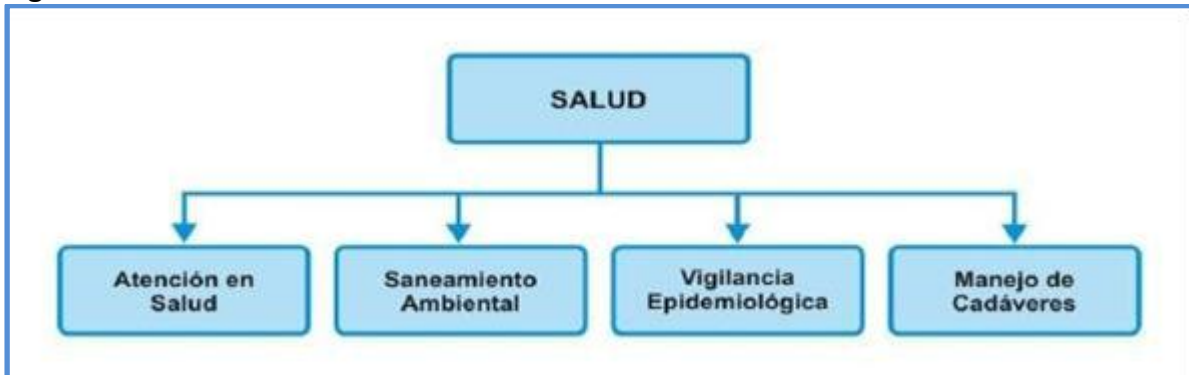 SALUD
Atención en
Salud
Saneamiento
Ambiental
Vigilancia
Epidemiológica
Manejo de
Cadáveres